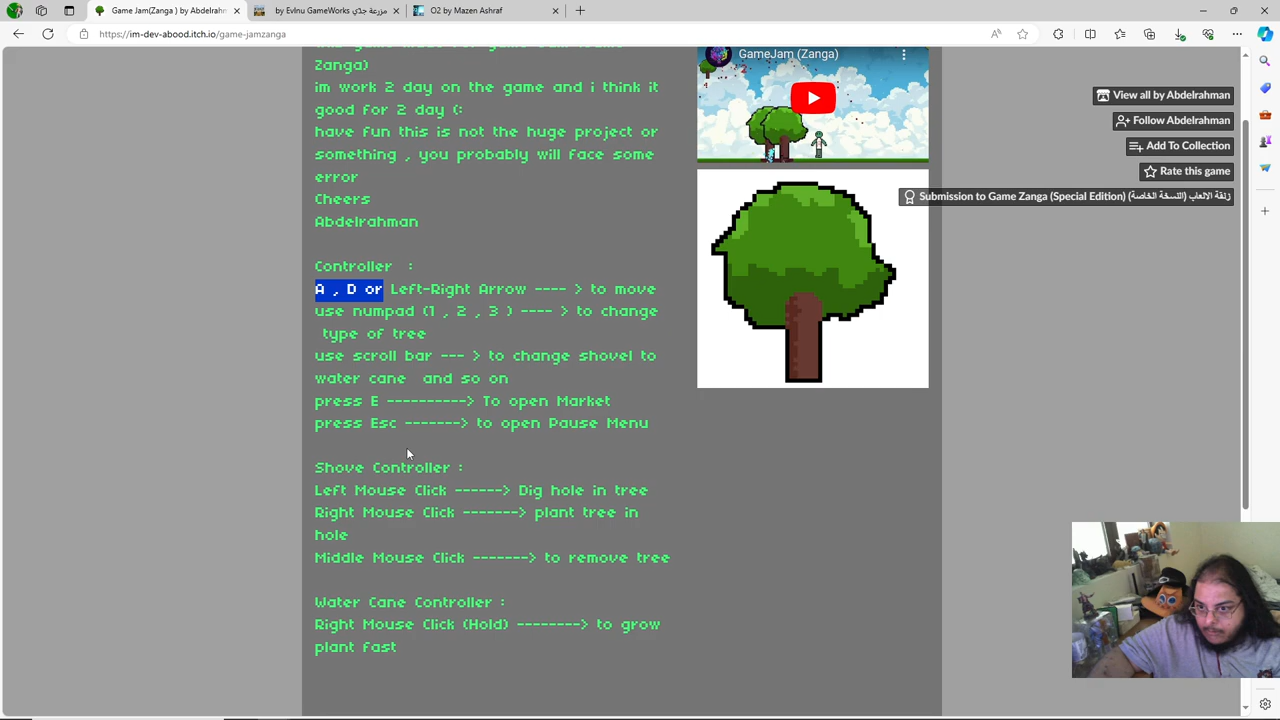 Game Jam(Zanga ) by Abdelrahm
by EvInu GameWorks مزرعة جدّي
O2 by Mazen Ashraf
https://im-dev-abood.itch.io/game-jamzanga
Zanga)
im work 2 day on the game and i think it
good for 2 day (:
have fun this is not the huge project or
something , you probably will face some
error
Cheers
Abdelrahman
Controller :
A , D or Left-Right Arrow ---- > to move
use numpad (1 , 2 , 3 ) ---- > to change
type of tree
use scroll bar --- > to change shovel to
water cane and so on
press E ----------> To open Market
press Esc -------> to open Pause Menu
Shove Controller :
Left Mouse Click ------> Dig hole in tree
Right Mouse Click -------> plant tree in
hole
Middle Mouse Click -------> to remove tree
Water Cane Controller :
Right Mouse Click (Hold) --------> to grow
plant fast
GameJam (Zanga)
View all by Abdelrahman
Follow Abdelrahman
Add To Collection
Rate this game
Submission to Game Zanga (Special Edition) (زنقة الالعاب (النسخة الخاصة